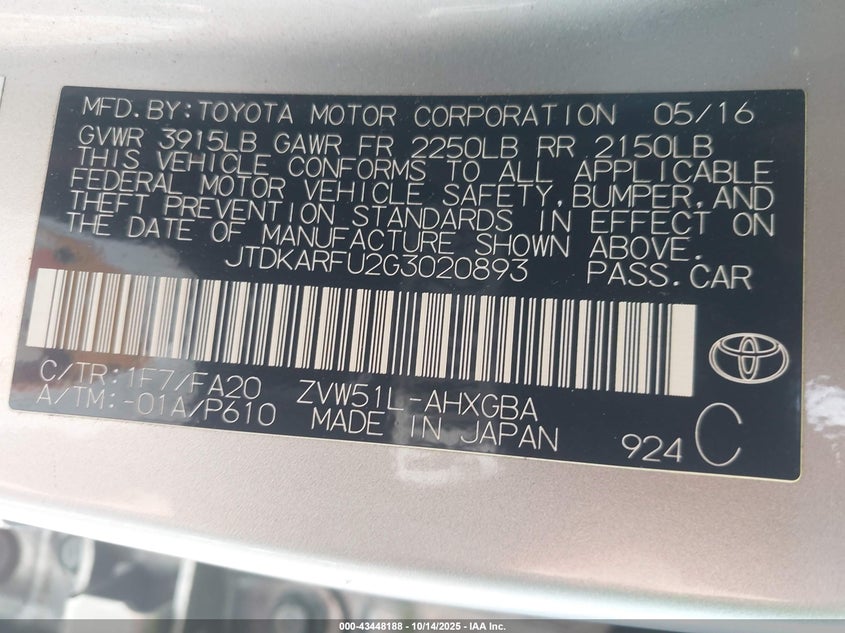 MFD.BY:TOYOTA MOTOR CORPORATION 05/16
GVWR 3915LB GAWR FR 2250LB RR 2150LB
THIS VEHICLE CONFORMS TO ALL APPLICABLE
FEDERAL MOTOR VEHICLE SAFETY,BUMPER,AND
THEFT PREVENTION STANDARDS IN EFFECT ON
THE DATE OF MANUFACTURE SHOWN ABOVE.
JTDKARFU2G3020893 PASS.CAR
C/TR:1F7/FA20 ZVW51L-AHXGBA
A/TM:-01A/P610 MADE IN JAPAN 924 C
000-43448188 - 10/14/2025 - IAA Inc.